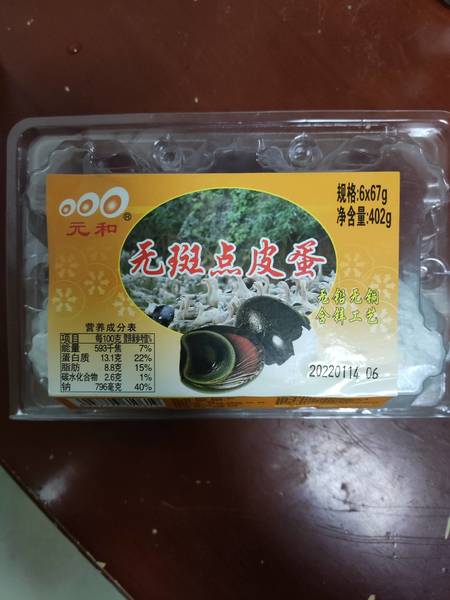 元和®
无斑点皮蛋
规格:6x67g
净含量:402g
无铅无铜
含锌工艺
营养成分表
项目 每100克 营养素参考值%
能量 593千焦 7%
蛋白质 13.1克 22%
脂肪 8.8克 15%
碳水化合物 2.6克 1%
钠 796毫克 40%
20220114 06